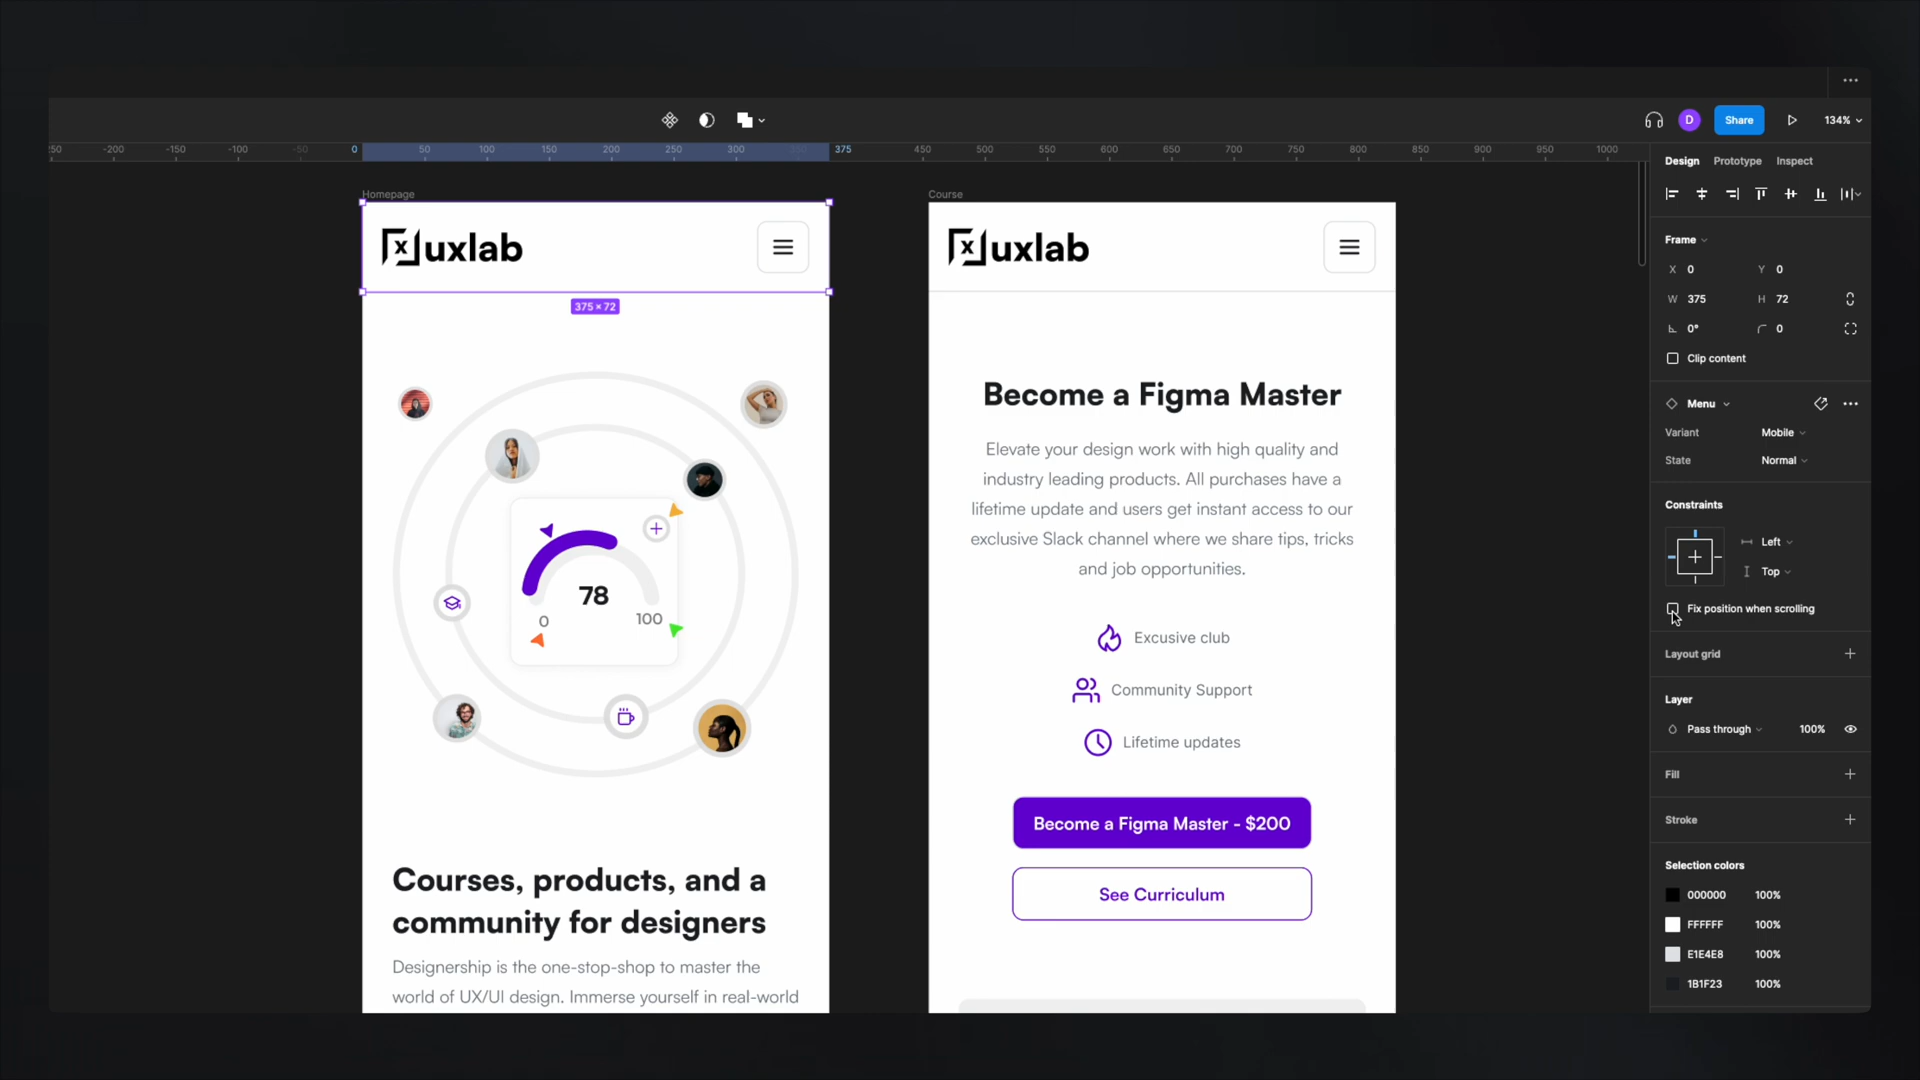 D
Share
134%
-200
-150
-100
-50
0
50
100
150
200
250
300
375
450
500
550
600
650
700
750
800
850
900
950
1000
Design Prototype Inspect
Homepage
uxlab
375 × 72
78
0
100
Courses, products, and a
community for designers
Designership is the one-stop-shop to master the
world of UX/UI design. Immerse yourself in real-world
Course
uxlab
Become a Figma Master
Elevate your design work with high quality and
industry leading products. All purchases have a
lifetime update and users get instant access to our
exclusive Slack channel where we share tips, tricks
and job opportunities.
Excusive club
Community Support
Lifetime updates
Become a Figma Master - $200
See Curriculum
Frame
X 0 Y 0
W 375 H 72
0° 0
Clip content
Menu
Variant Mobile
State Normal
Constraints
Left
Top
Fix position when scrolling
Layout grid
Layer
Pass through 100%
Fill
Stroke
Selection colors
000000 100%
FFFFFF 100%
E1E4E8 100%
1B1F23 100%